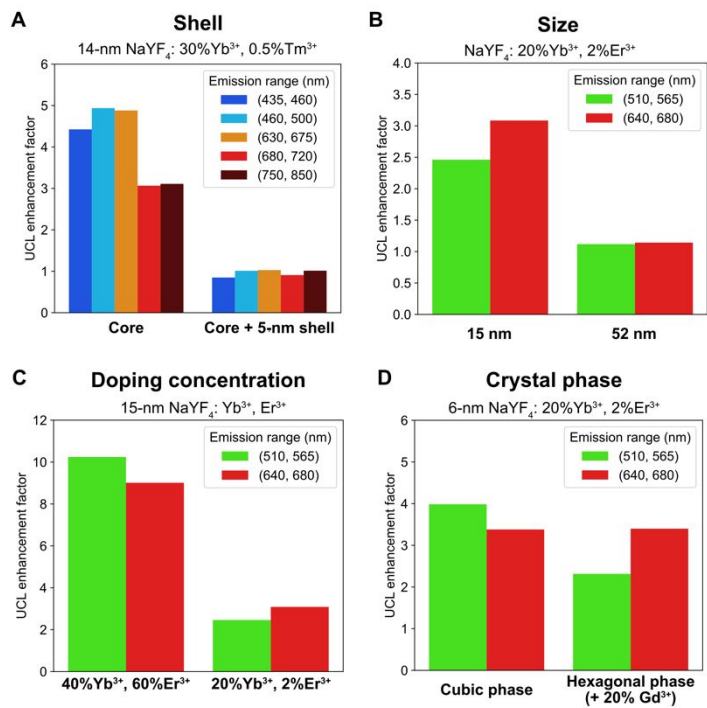 A
Shell
14-nm NaYF₄: 30%Yb³⁺, 0.5%Tm³⁺
UCL enhancement factor
6
5
4
3
2
1
0
Emission range (nm)
(435, 460)
(460, 500)
(630, 675)
(680, 720)
(750, 850)
Core
Core + 5-nm shell
B
Size
NaYF₄: 20%Yb³⁺, 2%Er³⁺
UCL enhancement factor
4.0
3.5
3.0
2.5
2.0
1.5
1.0
0.5
0.0
Emission range (nm)
(510, 565)
(640, 680)
15 nm
52 nm
C
Doping concentration
15-nm NaYF₄: Yb³⁺, Er³⁺
UCL enhancement factor
12
10
8
6
4
2
0
Emission range (nm)
(510, 565)
(640, 680)
40%Yb³⁺, 60%Er³⁺
20%Yb³⁺, 2%Er³⁺
D
Crystal phase
6-nm NaYF₄: 20%Yb³⁺, 2%Er³⁺
UCL enhancement factor
6
5
4
3
2
1
0
Emission range (nm)
(510, 565)
(640, 680)
Cubic phase
Hexagonal phase
(+ 20% Gd³⁺)